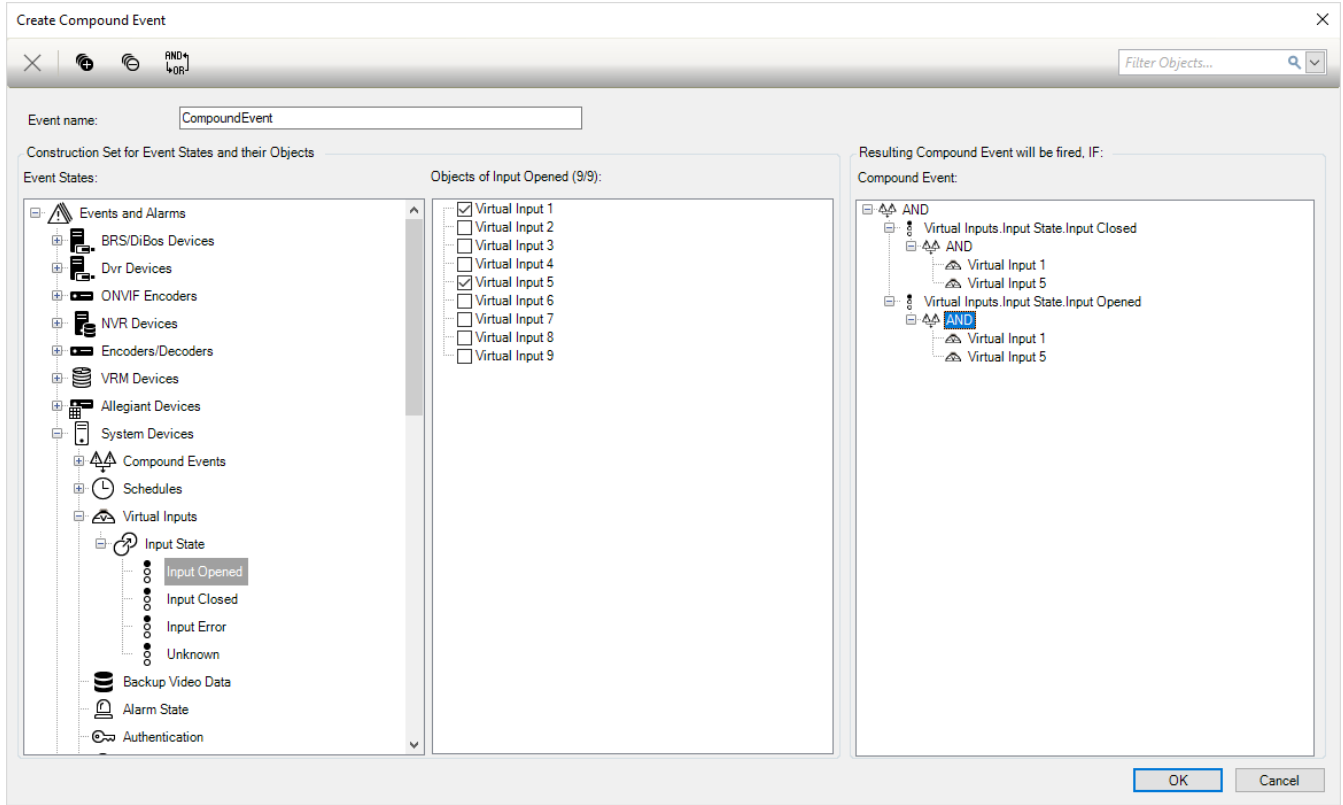 Create Compound Event
AND
OR
Filter Objects...
Event name:
CompoundEvent
Construction Set for Event States and their Objects
Event States:
Events and Alarms
BRS/DiBos Devices
Dvr Devices
ONVIF Encoders
NVR Devices
Encoders/Decoders
VRM Devices
Allegiant Devices
System Devices
Compound Events
Schedules
Virtual Inputs
Input State
Input Opened
Input Closed
Input Error
Unknown
Backup Video Data
Alarm State
Authentication
Objects of Input Opened (9/9):
Virtual Input 1
Virtual Input 2
Virtual Input 3
Virtual Input 4
Virtual Input 5
Virtual Input 6
Virtual Input 7
Virtual Input 8
Virtual Input 9
Resulting Compound Event will be fired, IF:
Compound Event:
AND
Virtual Inputs.Input State.Input Closed
AND
Virtual Input 1
Virtual Input 5
Virtual Inputs.Input State.Input Opened
AND
Virtual Input 1
Virtual Input 5
OK
Cancel